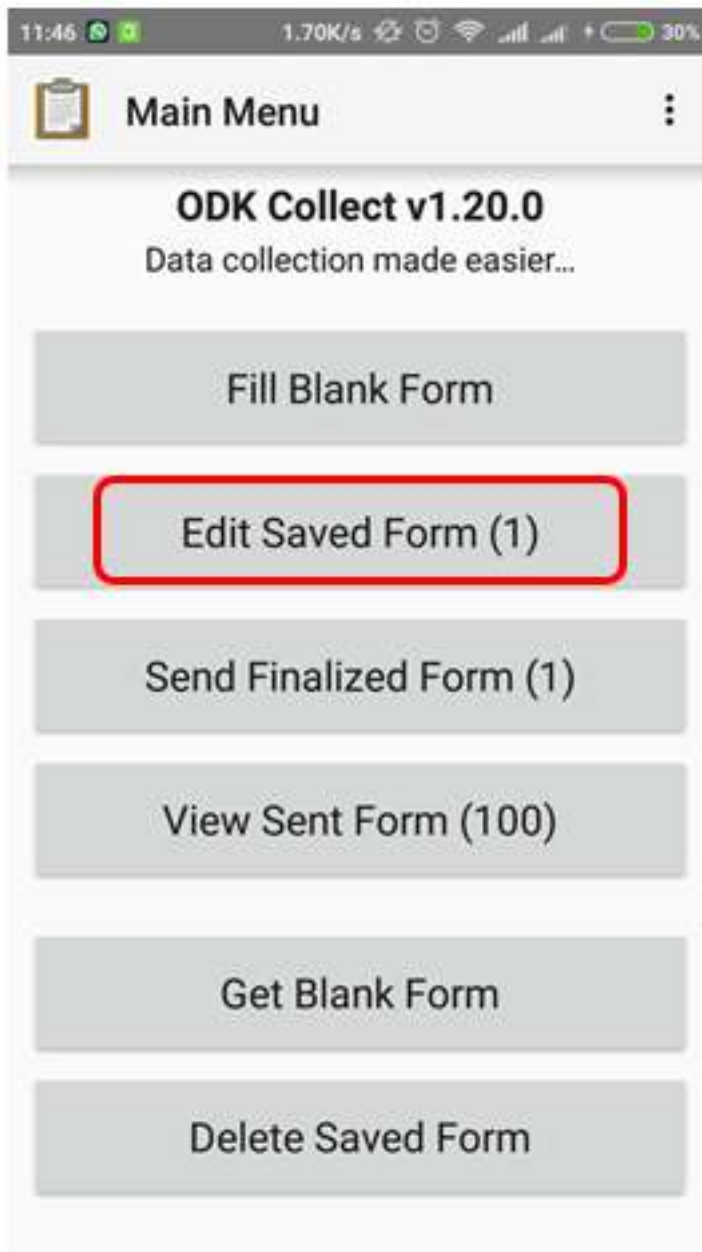 11:46 1.70K/s 30%
Main Menu
ODK Collect v1.20.0
Data collection made easier...
Fill Blank Form
Edit Saved Form (1)
Send Finalized Form (1)
View Sent Form (100)
Get Blank Form
Delete Saved Form